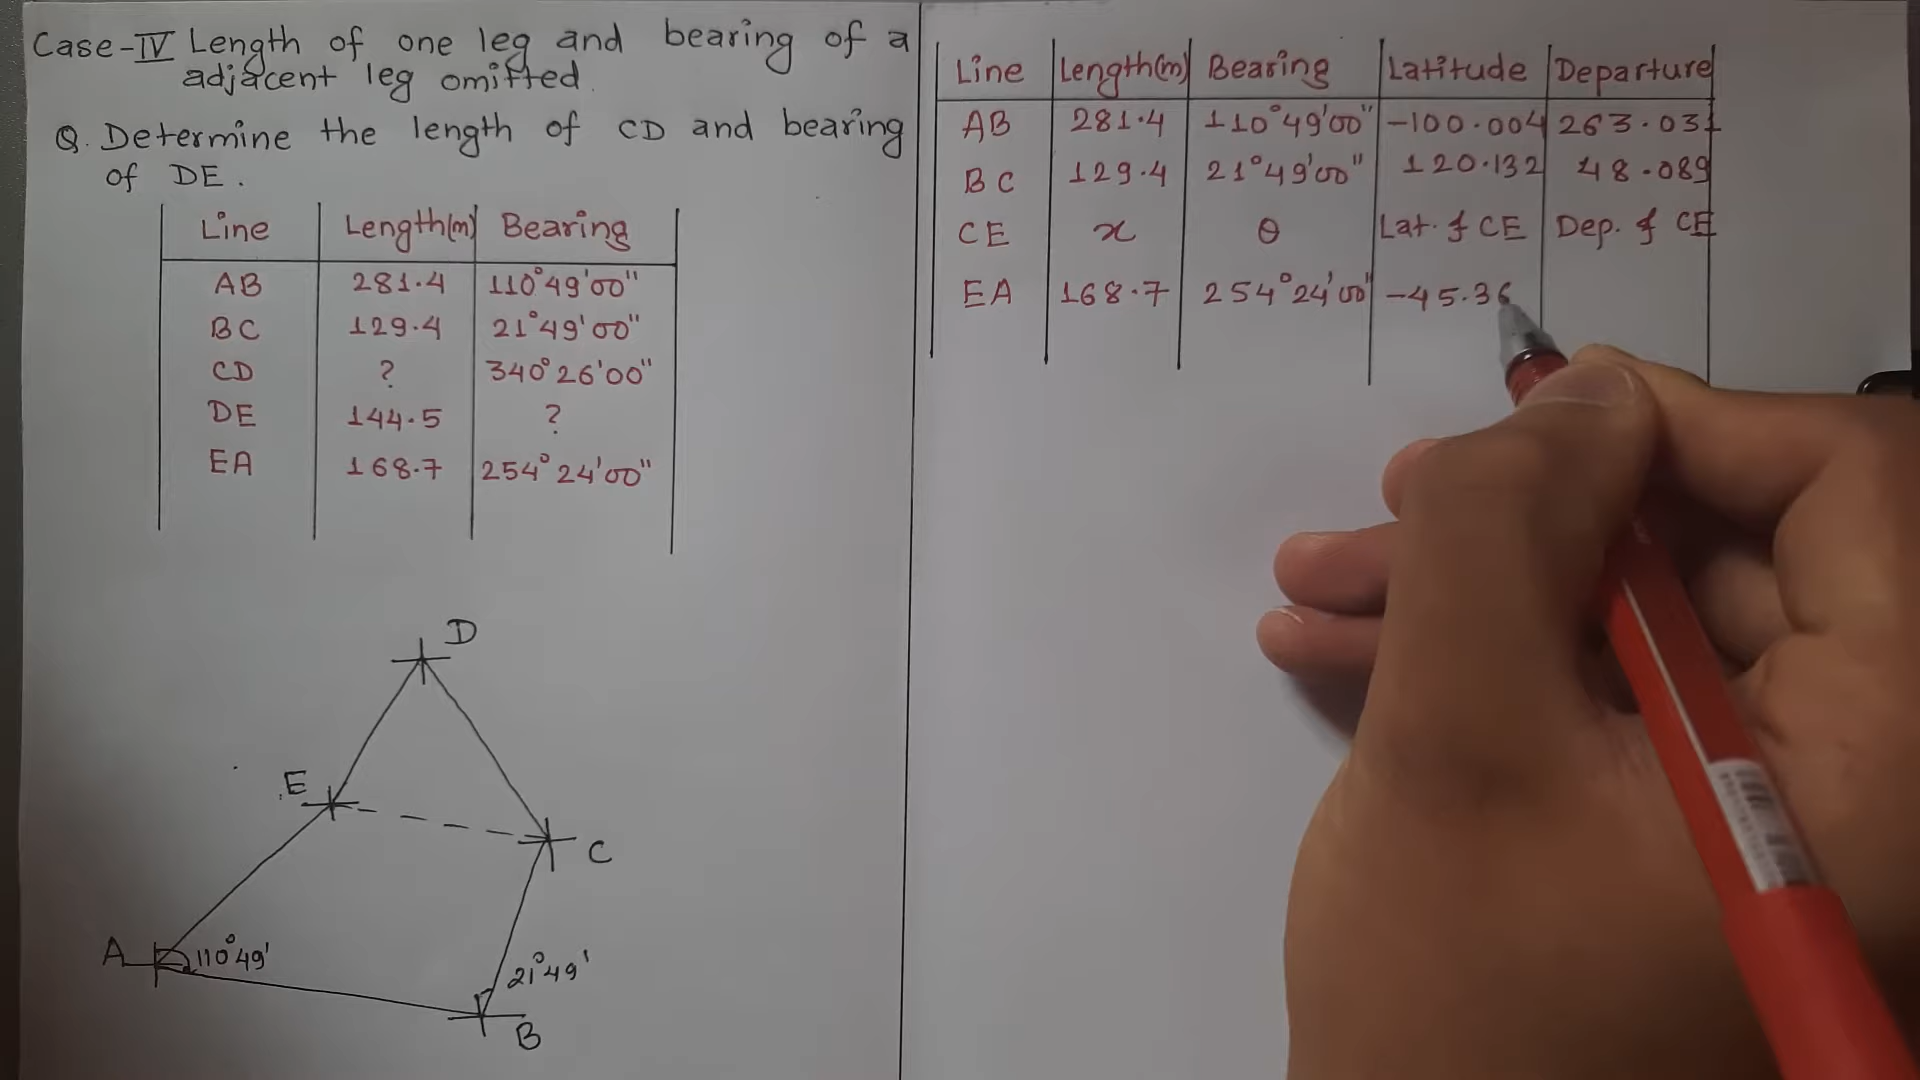 Case-IV Length of one leg and bearing of a
adjacent leg omitted.
Q. Determine the length of CD and bearing
of DE.
Line Length(m) Bearing
AB 281.4 110°49'00"
BC 129.4 21°49'00"
CD ? 340°26'00"
DE 144.5 ?
EA 168.7 254°24'00"
D
E
C
A 110°49'
21°49'
B
Line Length(m) Bearing Latitude Departure
AB 281.4 110°49'00" -100.004 263.031
BC 129.4 21°49'00" 120.132 48.089
CE x θ Lat. of CE Dep. of CE
EA 168.7 254°24'00" -45.36